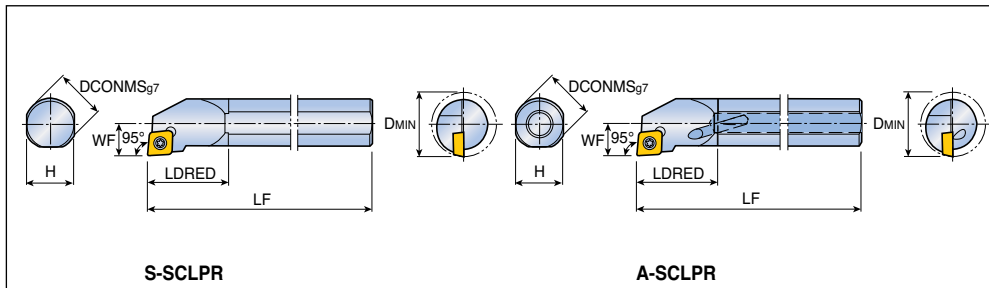 DCONMSg7
WF
95°
H
LDRED
LF
DMIN
S-SCLPR
DCONMSg7
WF
95°
H
LDRED
LF
DMIN
A-SCLPR